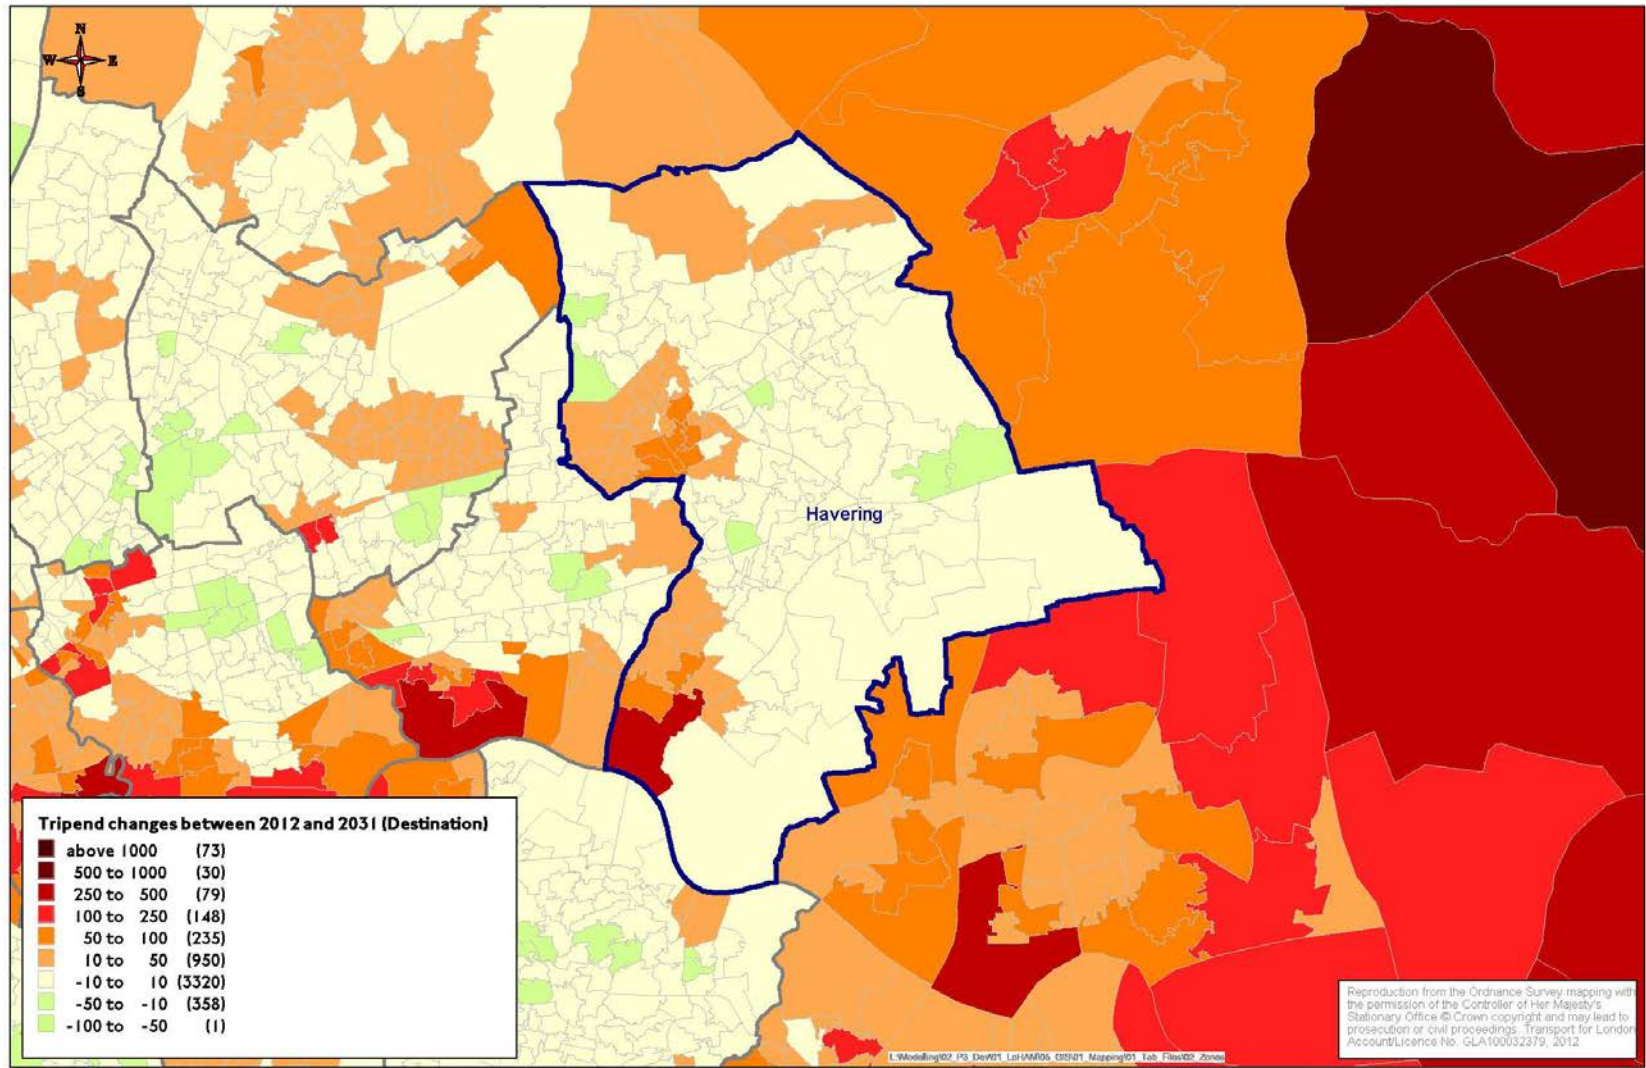 N
W E
S
Havering
Tripend changes between 2012 and 2031 (Destination)
above 1000 (73)
500 to 1000 (30)
250 to 500 (79)
100 to 250 (148)
50 to 100 (235)
10 to 50 (950)
-10 to 10 (3320)
-50 to -10 (358)
-100 to -50 (1)
Reproduction from the Ordnance Survey mapping with
the permission of the Controller of Her Majesty's
Stationary Office © Crown copyright and may lead to
prosecution or civil proceedings. Transport for London
Account/Licence No. GLA100032379, 2012